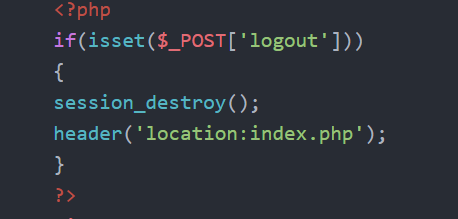 <?php
if(isset($_POST['logout']))
{
session_destroy();
header('location:index.php');
}
?>